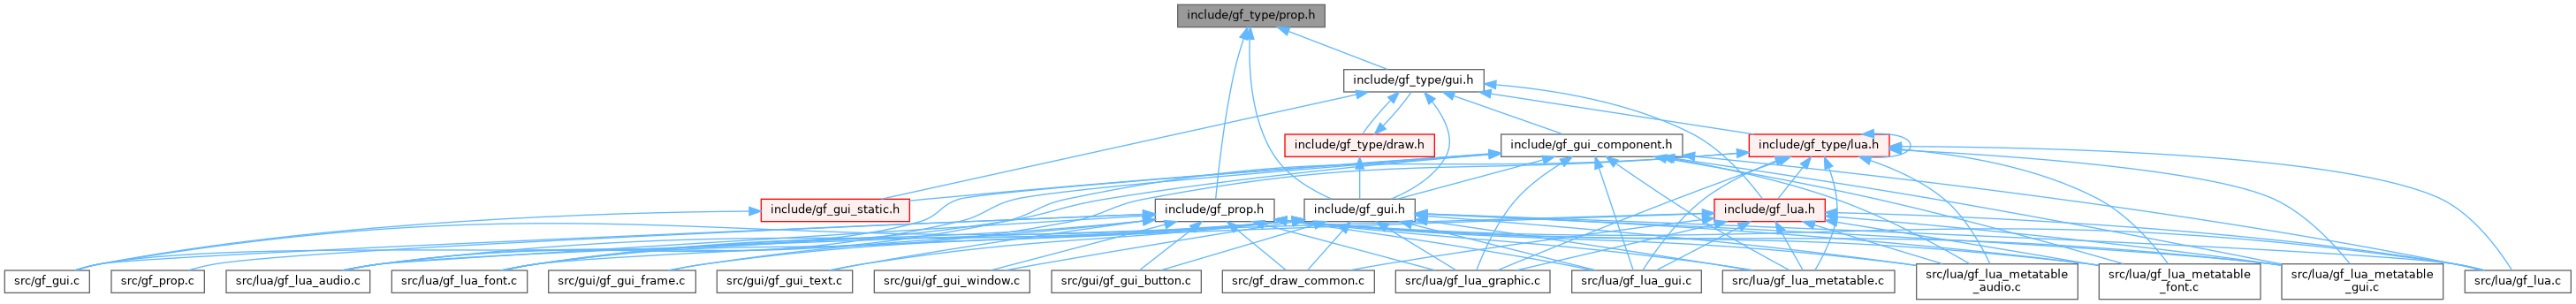 include/gf_type/prop.h
include/gf_type/gui.h
include/gf_type/draw.h
include/gf_gui_component.h
include/gf_type/lua.h
include/gf_gui_static.h
include/gf_prop.h
include/gf_gui.h
include/gf_lua.h
src/gf_gui.c
src/gf_prop.c
src/lua/gf_lua_audio.c
src/lua/gf_lua_font.c
src/gui/gf_gui_frame.c
src/gui/gf_gui_text.c
src/gui/gf_gui_window.c
src/gui/gf_gui_button.c
src/gf_draw_common.c
src/lua/gf_lua_graphic.c
src/lua/gf_lua_gui.c
src/lua/gf_lua_metatable.c
src/lua/gf_lua_metatable
_audio.c
src/lua/gf_lua_metatable
_font.c
src/lua/gf_lua_metatable
_gui.c
src/lua/gf_lua.c